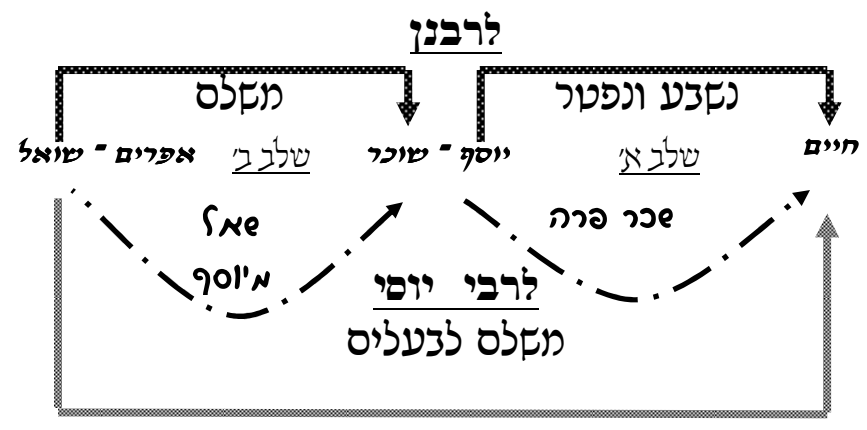 לרבנן
נשבע ונפטר
משלם
חיים
שלב א'
יוסף - שוכר
שלב ב'
אפרים - שואל
שכר פרה
שאל
מיוסף
לרבי יוסי
משלם לבעלים